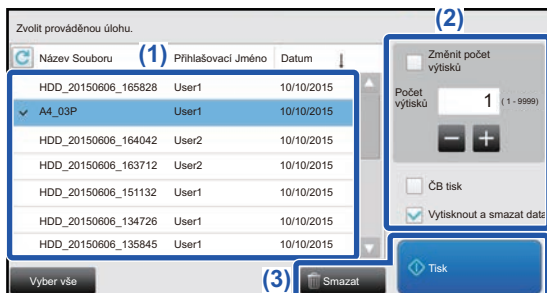 Zvolit prováděnou úlohu.
(2)
Název Souboru (1) Přihlašovací Jméno Datum
HDD_20150606_165828 User1 10/10/2015
A4_03P User1 10/10/2015
HDD_20150606_164042 User2 10/10/2015
HDD_20150606_163712 User2 10/10/2015
HDD_20150606_151132 User1 10/10/2015
HDD_20150606_134726 User1 10/10/2015
HDD_20150606_135845 User1 10/10/2015
Změnit počet
výtisků
Počet
výtisků 1 (1-9999)
ČB tisk
Vytisknout a smazat data
Vyber vše (3) Smazat Tisk